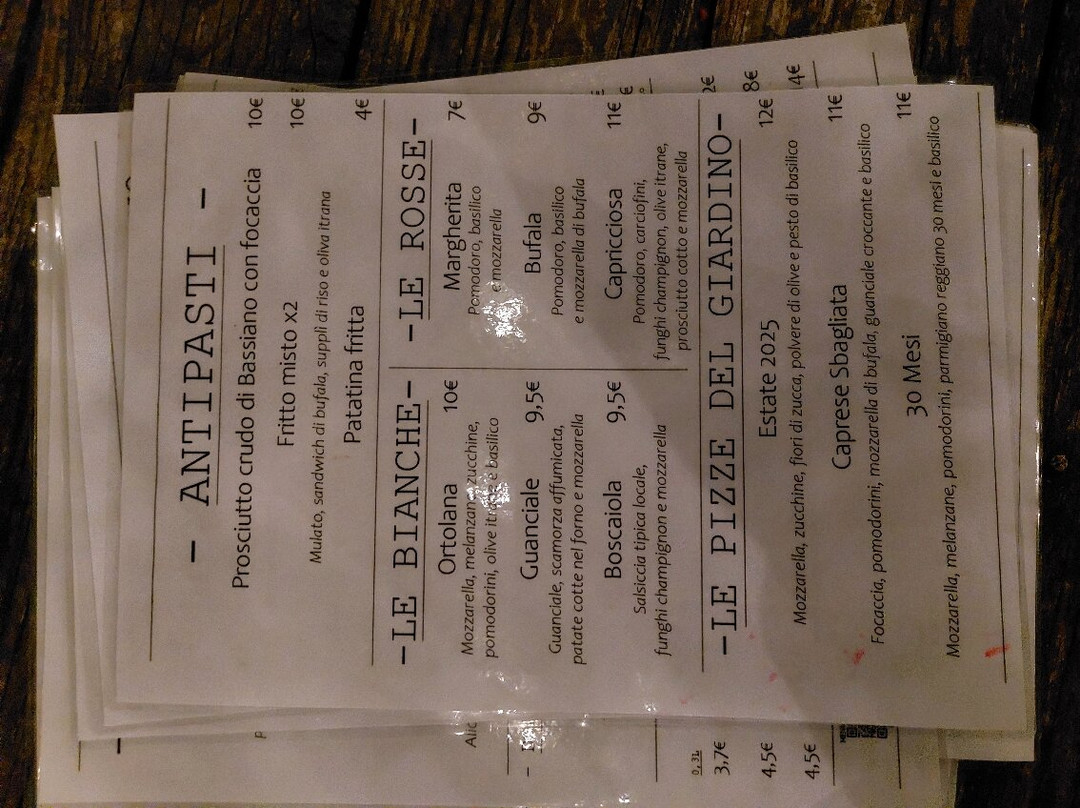 - ANTIPASTI -
Prosciutto crudo di Bassiano con focaccia 10€
Fritto misto x2 10€
Mulato, sandwich di bufala, supplì di riso e oliva itrana
Patatina fritta 4€
-LE BIANCHE-
Ortolana 10€
Mozzarella, melanzane, zucchine,
pomodorini, olive itrane e basilico
Guanciale 9,5€
Guanciale, scamorza affumicata,
patate cotte nel forno e mozzarella
Boscaiola 9,5€
Salsiccia tipica locale,
funghi champignon e mozzarella
-LE ROSSE-
Margherita 7€
Pomodoro, basilico
e mozzarella
Bufala 9€
Pomodoro, basilico
e mozzarella di bufala
Capricciosa 11€
Pomodoro, carciofini,
funghi champignon, olive itrane,
prosciutto cotto e mozzarella
-LE PIZZE DEL GIARDINO-
Estate 2025 12€
Mozzarella, zucchine, fiori di zucca, polvere di olive e pesto di basilico
Caprese Sbagliata 11€
Focaccia, pomodorini, mozzarella di bufala, guanciale croccante e basilico
30 Mesi 11€
Mozzarella, melanzane, pomodorini, parmigiano reggiano 30 mesi e basilico
0,3L
3,7€
4,5€
4,5€
2€
8€
4€